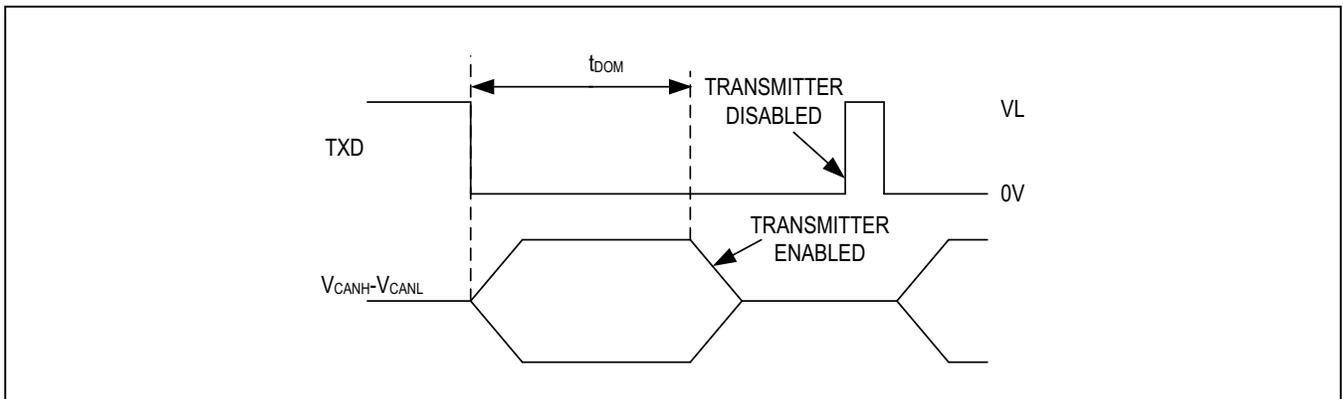 tDOM
TRANSMITTER
DISABLED
VL
TXD
0V
TRANSMITTER
ENABLED
VCANH-VCANL